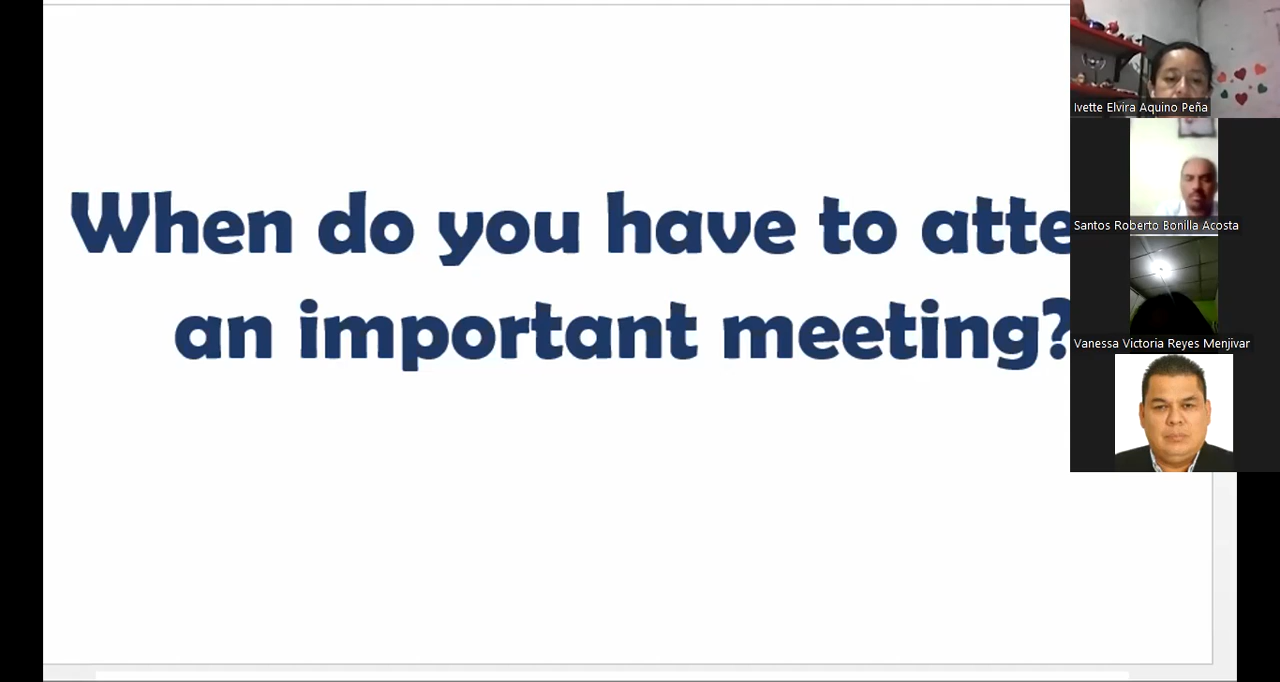 When do you have to atte
an important meeting?
Ivette Elvira Aquino Peña
Santos Roberto Bonilla Acosta
Vanessa Victoria Reyes Menjivar